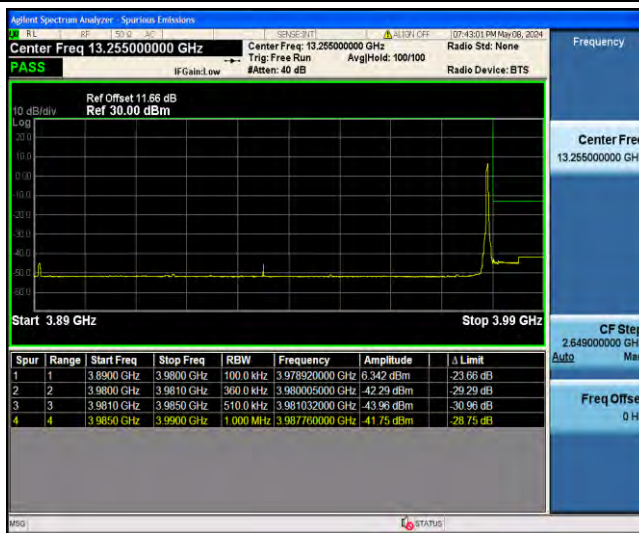 Agilent Spectrum Analyzer - Spurious Emissions
RL RF 50 Ω AC SENSE:INT ALIGN OFF 07:43:01 PM May 08, 2024
Center Freq 13.255000000 GHz
Center Freq: 13.255000000 GHz
Radio Std: None
Trig: Free Run Avg|Hold: 100/100
PASS
IFGain:Low
#Atten: 40 dB
Radio Device: BTS
Frequency
Ref Offset 11.66 dB
10 dB/div Ref 30.00 dBm
Log
20.0
10.0
0.00
-10.0
-20.0
-30.0
-40.0
-50.0
-60.0
Start 3.89 GHz Stop 3.99 GHz
Center Freq
13.255000000 GH
CF Step
2.649000000 GH
Auto Ma
Freq Offse
0 H
Spur Range Start Freq Stop Freq RBW Frequency Amplitude Δ Limit
1 1 3.8900 GHz 3.9800 GHz 100.0 kHz 3.978920000 GHz 6.342 dBm -23.66 dB
2 2 3.9800 GHz 3.9810 GHz 360.0 kHz 3.980005000 GHz -42.29 dBm -29.29 dB
3 3 3.9810 GHz 3.9850 GHz 510.0 kHz 3.981032000 GHz -43.96 dBm -30.96 dB
4 4 3.9850 GHz 3.9900 GHz 1.000 MHz 3.987760000 GHz -41.75 dBm -28.75 dB
MSG STATUS